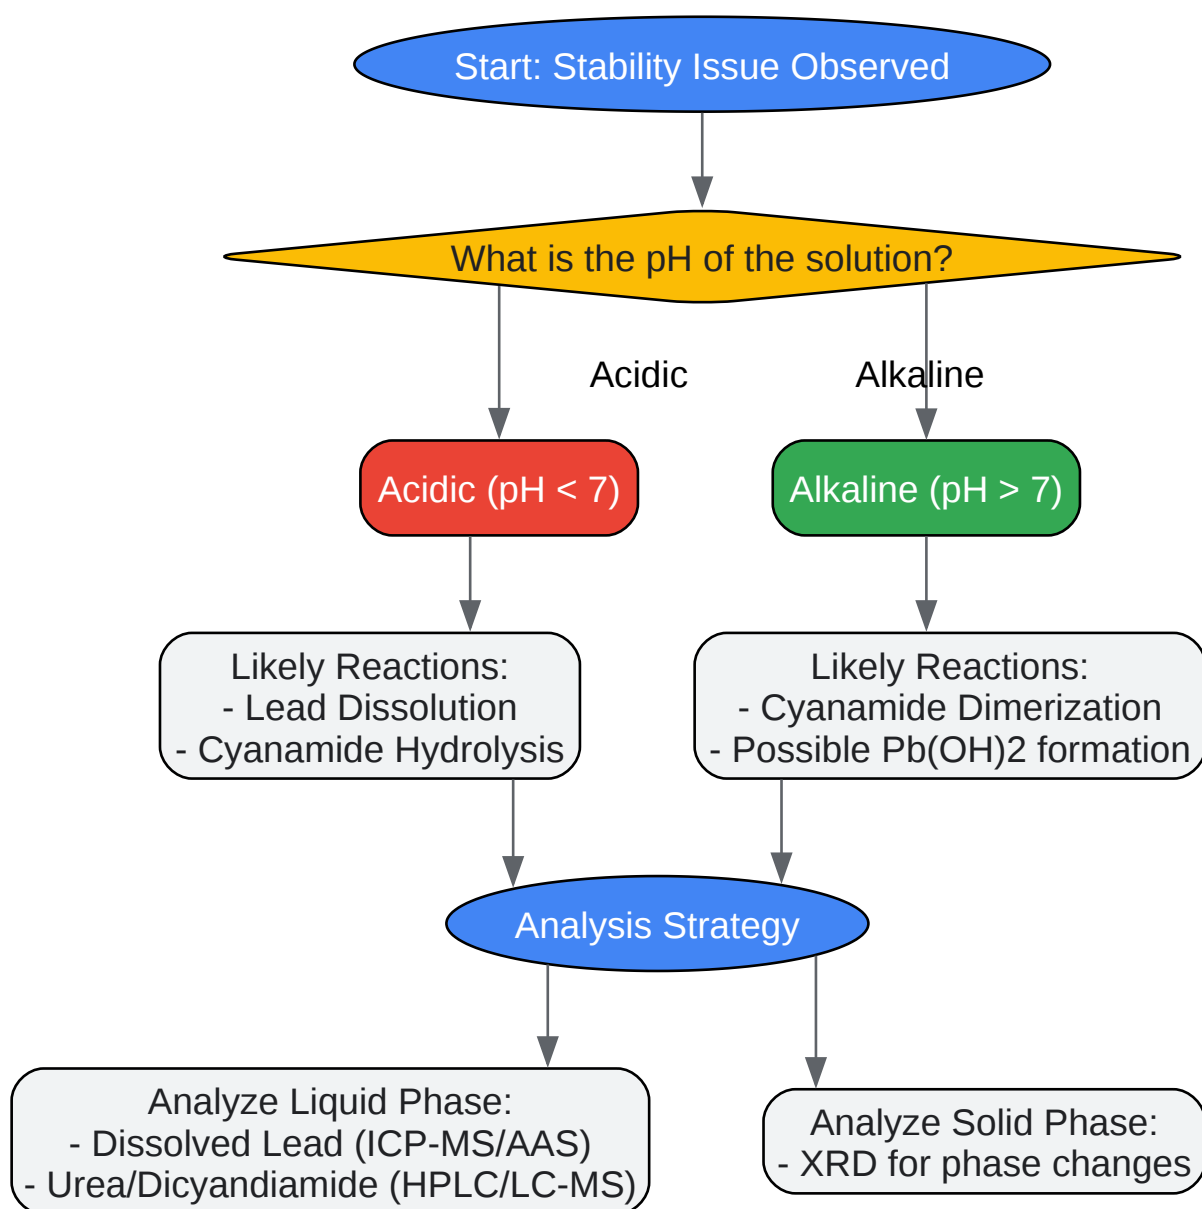 Start: Stability Issue Observed
What is the pH of the solution?
Acidic
Alkaline
Acidic (pH < 7)
Alkaline (pH > 7)
Likely Reactions:
- Lead Dissolution
- Cyanamide Hydrolysis
Likely Reactions:
- Cyanamide Dimerization
- Possible Pb(OH)2 formation
Analysis Strategy
Analyze Liquid Phase:
- Dissolved Lead (ICP-MS/AAS)
- Urea/Dicyandiamide (HPLC/LC-MS)
Analyze Solid Phase:
- XRD for phase changes